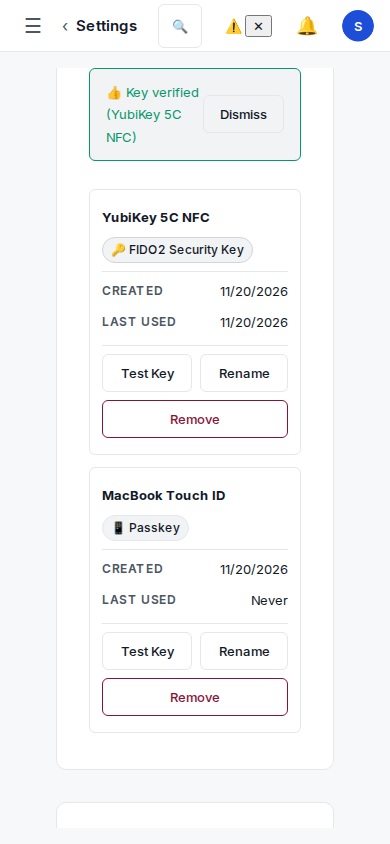 Settings
S
👍 Key verified
(YubiKey 5C
NFC)
Dismiss
YubiKey 5C NFC
🔑 FIDO2 Security Key
CREATED 11/20/2026
LAST USED 11/20/2026
Test Key Rename
Remove
MacBook Touch ID
📱 Passkey
CREATED 11/20/2026
LAST USED Never
Test Key Rename
Remove